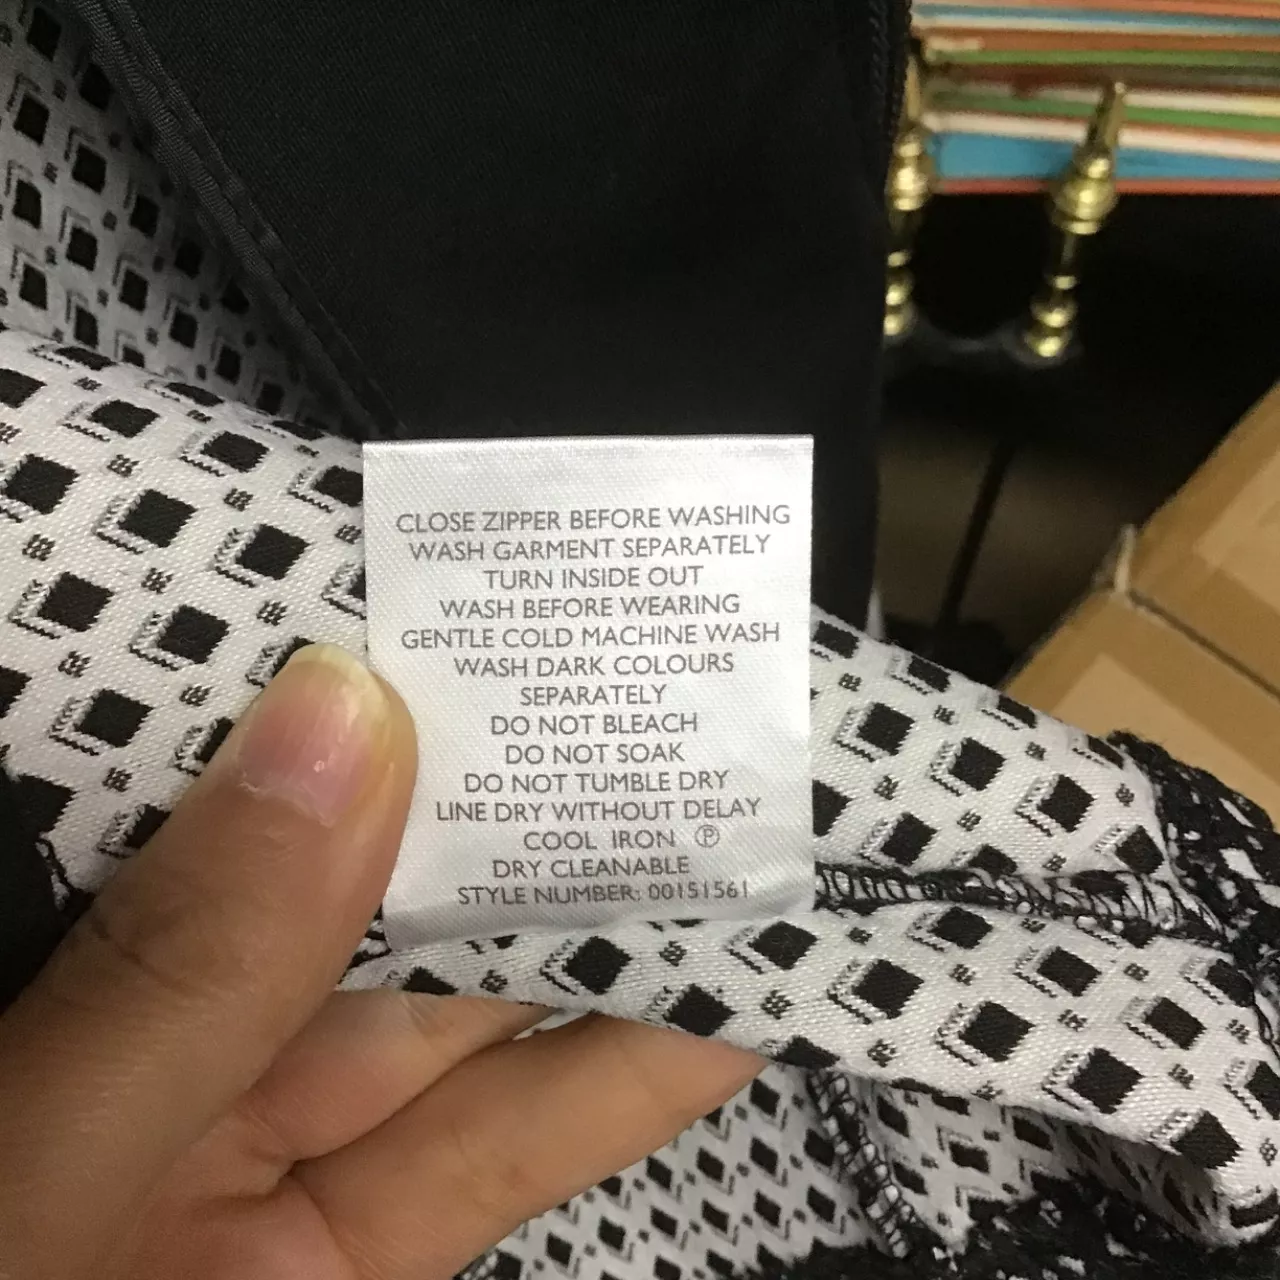 CLOSE ZIPPER BEFORE WASHING
WASH GARMENT SEPARATELY
TURN INSIDE OUT
WASH BEFORE WEARING
GENTLE COLD MACHINE WASH
WASH DARK COLOURS
SEPARATELY
DO NOT BLEACH
DO NOT SOAK
DO NOT TUMBLE DRY
LINE DRY WITHOUT DELAY
COOL IRON Ⓟ
DRY CLEANABLE
STYLE NUMBER: 00151561